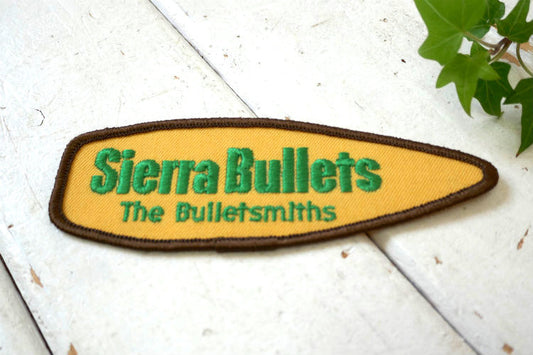 Sierra Bullets
The Bulletsmiths